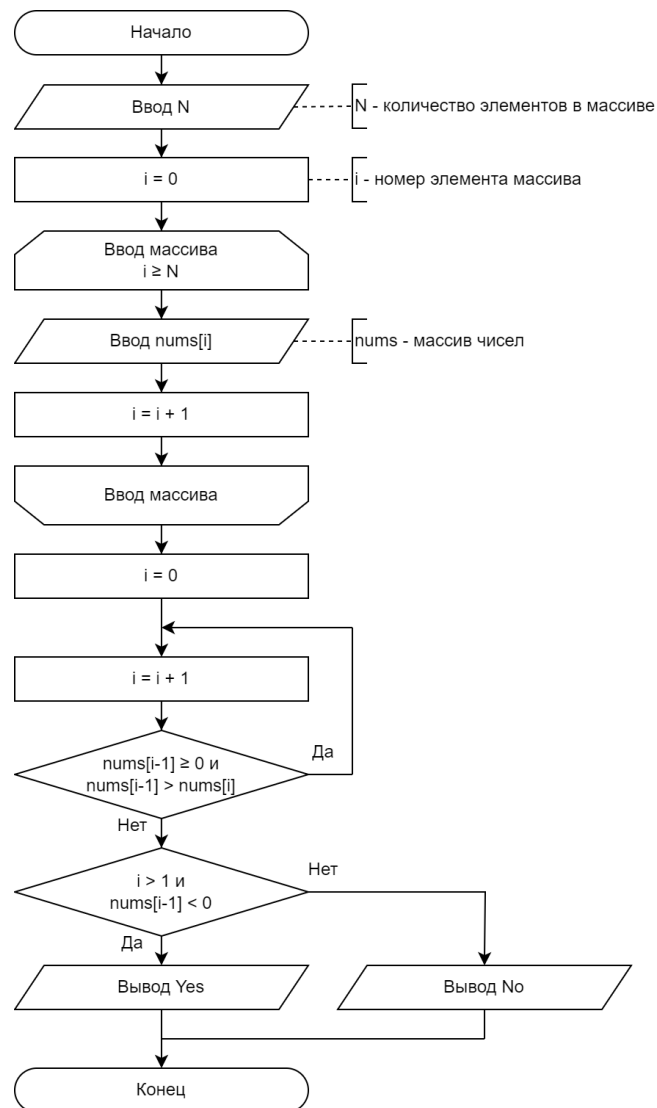 Начало
Ввод N
N - количество элементов в массиве
i = 0
i - номер элемента массива
Ввод массива
i ≥ N
Ввод nums[i]
nums - массив чисел
i = i + 1
Ввод массива
i = 0
i = i + 1
nums[i-1] ≥ 0 и
nums[i-1] > nums[i]
Да
Нет
i > 1 и
nums[i-1] < 0
Нет
Да
Вывод Yes
Вывод No
Конец